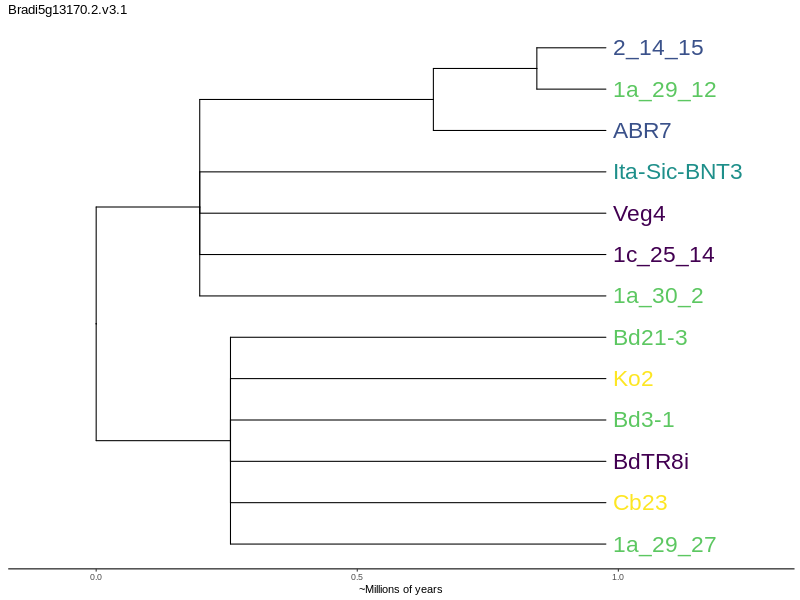 Bradi5g13170.2.v3.1
2_14_15
1a_29_12
ABR7
Ita-Sic-BNT3
Veg4
1c_25_14
1a_30_2
Bd21-3
Ko2
Bd3-1
BdTR8i
Cb23
1a_29_27
0.0 0.5 1.0
~Millions of years